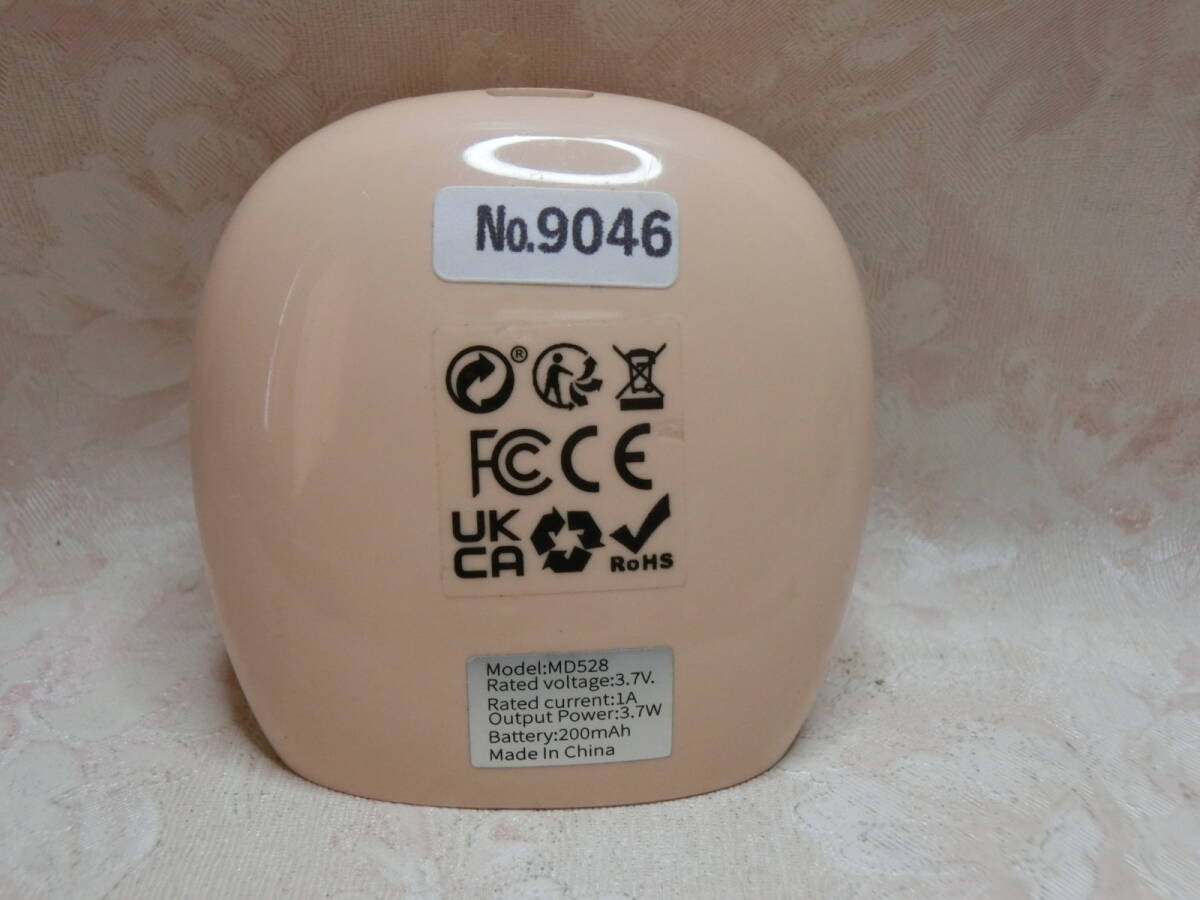 No.9046
®
FC CE
UK
CA
RoHS
Model:MD528
Rated voltage:3.7V.
Rated current:1A
Output Power:3.7W
Battery:200mAh
Made In China